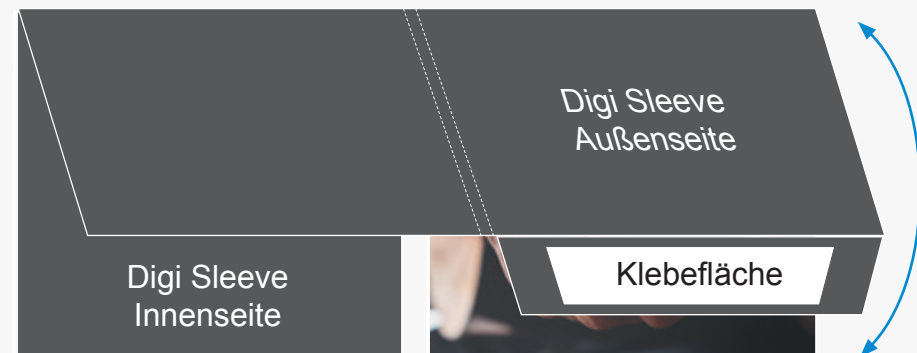 Digi Sleeve
Außenseite
Digi Sleeve
Innenseite
Klebefläche